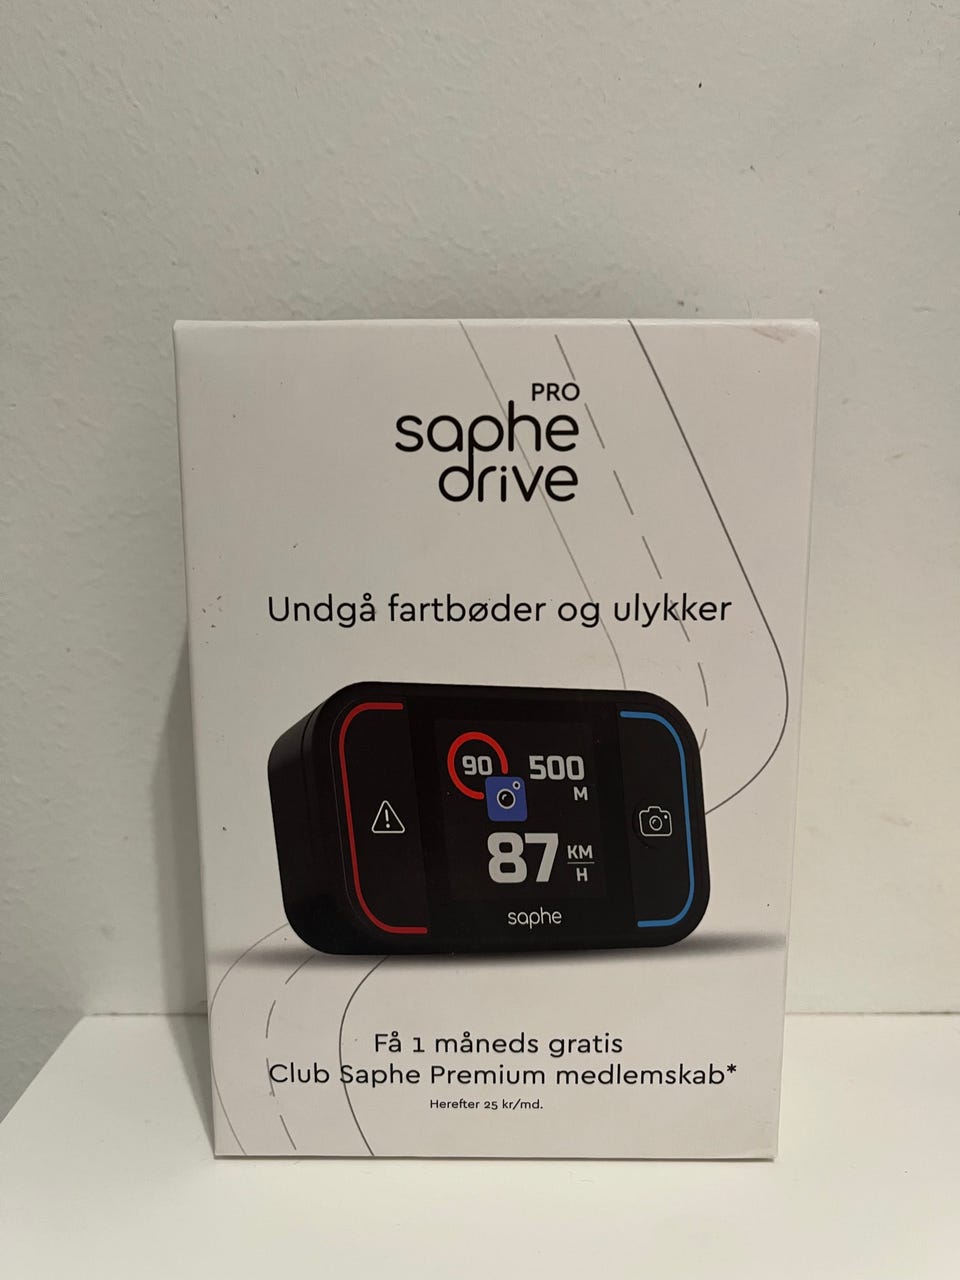 PRO
saphe
drive
Undgå fartbøder og ulykker
90 500
M
87 KM
H
saphe
Få 1 måneds gratis
Club Saphe Premium medlemskab*
Herefter 25 kr/md.